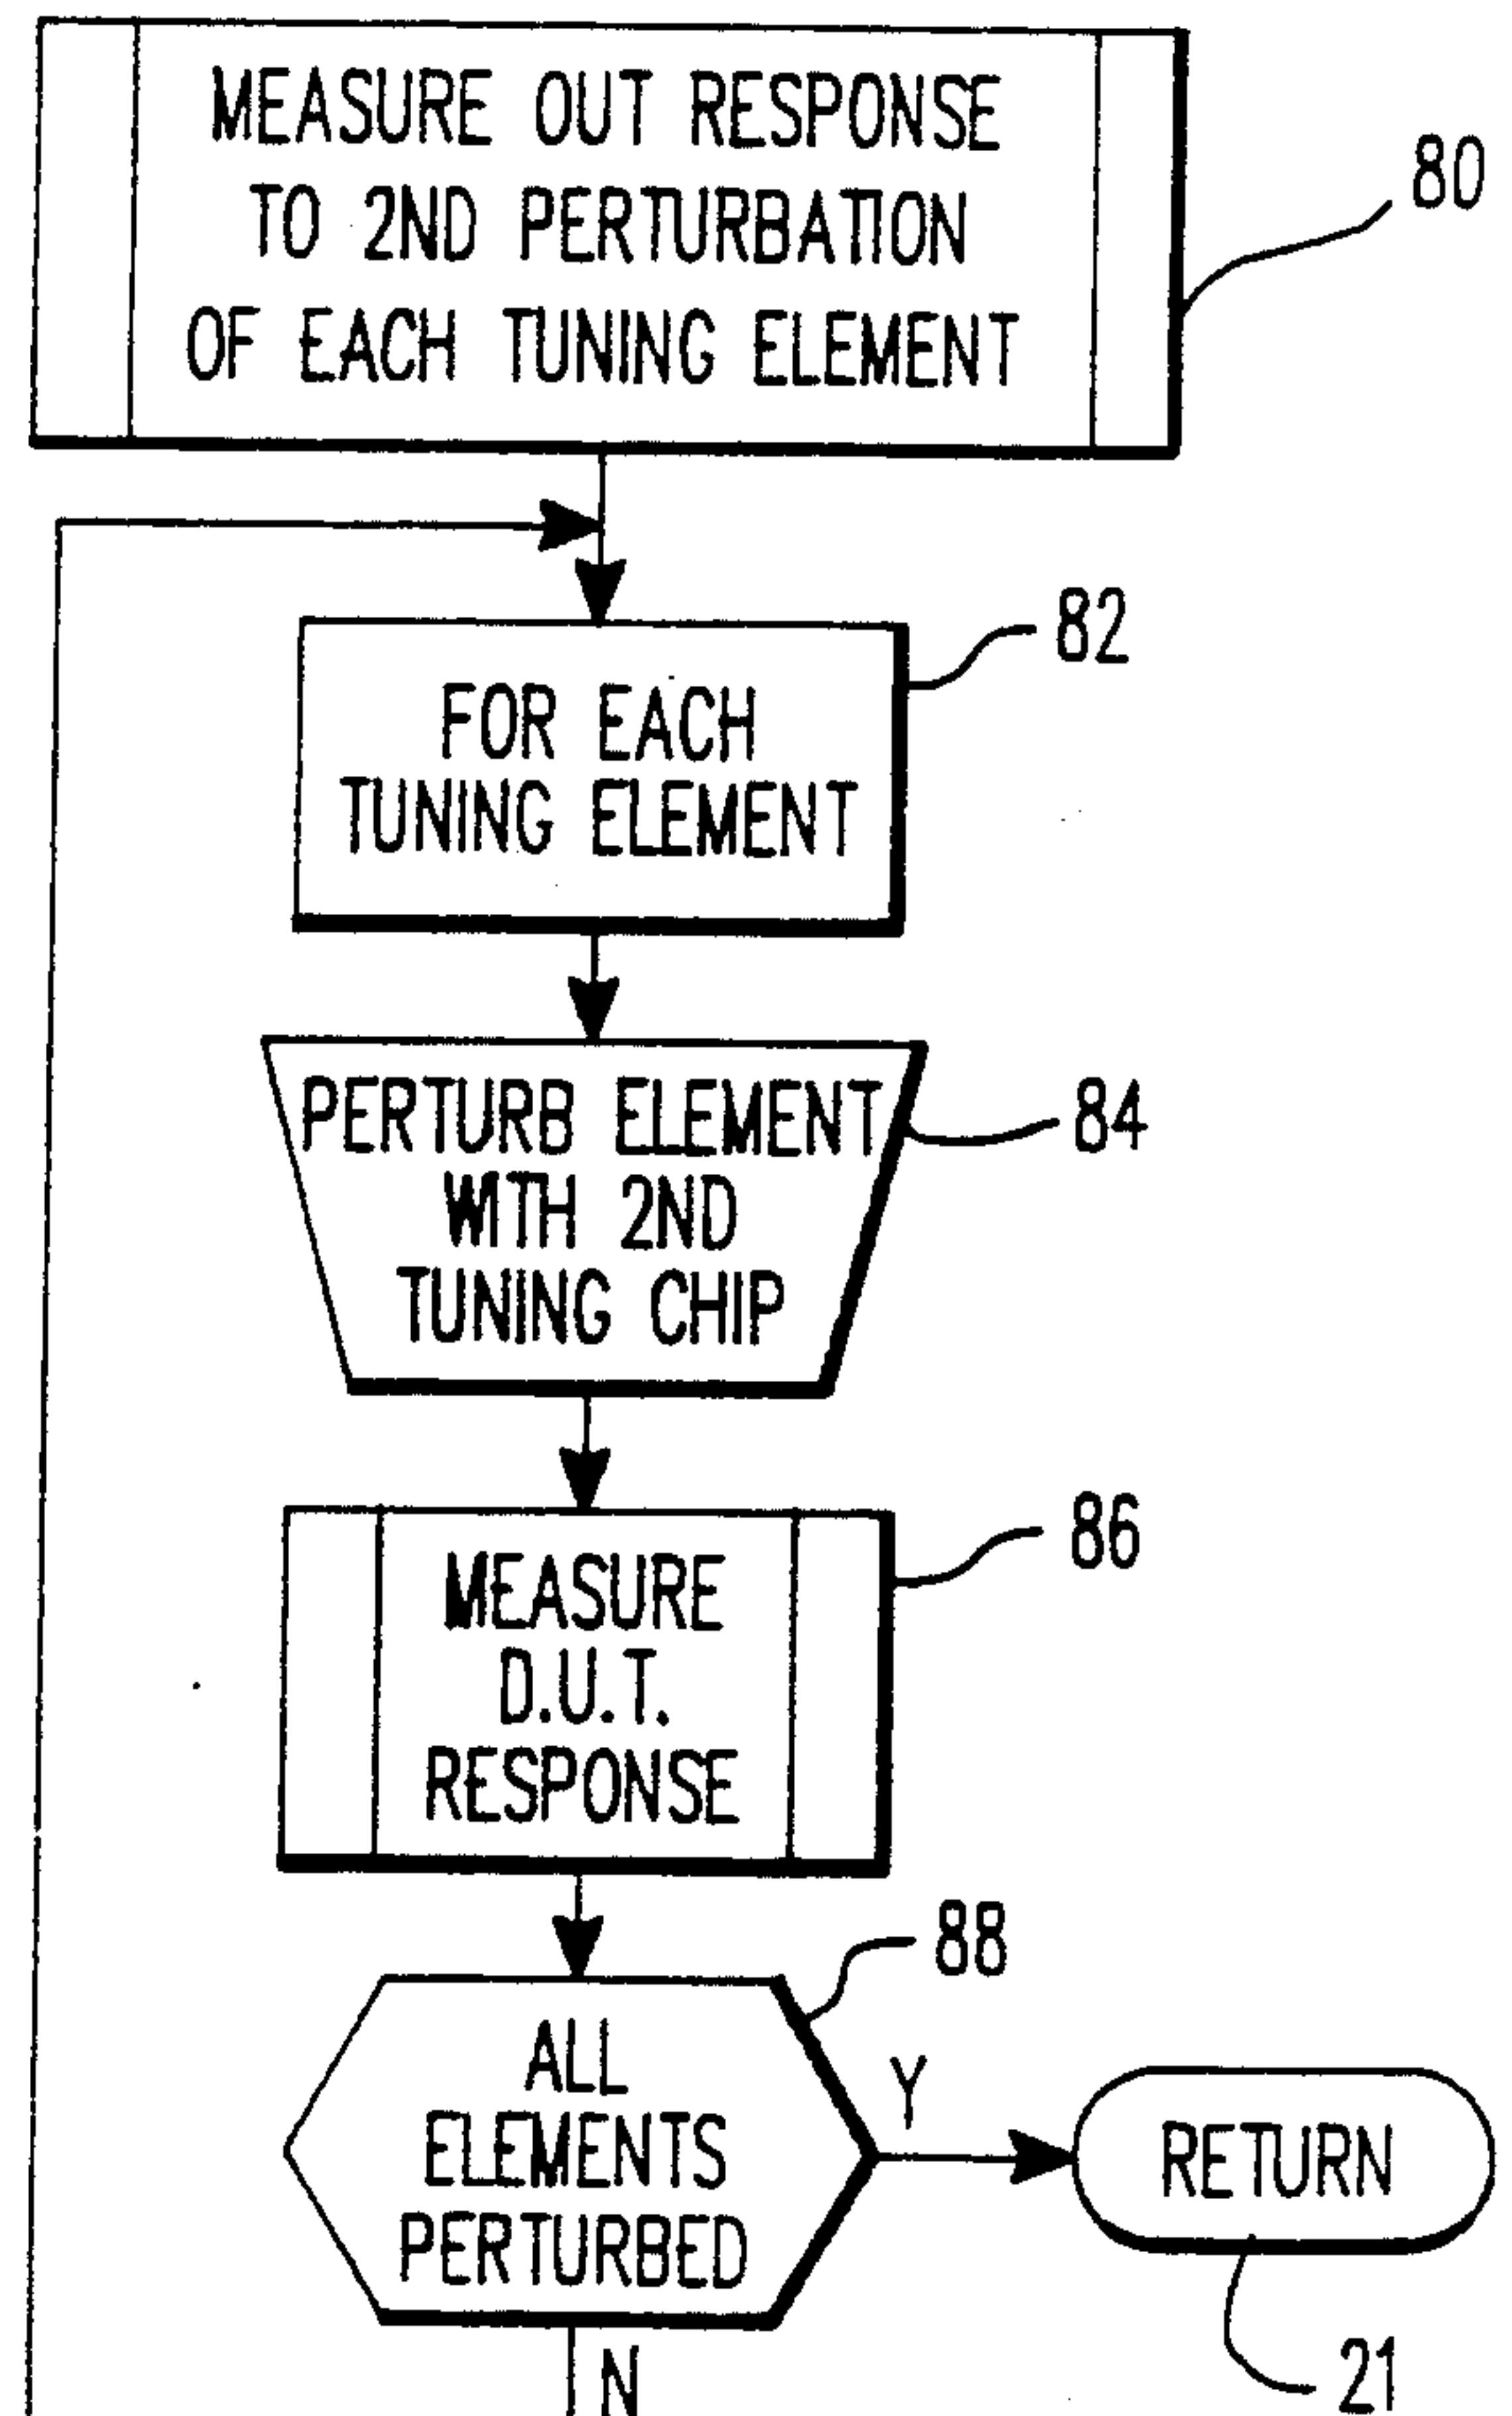 MEASURE OUT RESPONSE
TO 2ND PERTURBATION
OF EACH TUNING ELEMENT
80
FOR EACH
TUNING ELEMENT
82
PERTURB ELEMENT
WITH 2ND
TUNING CHIP
84
MEASURE
D.U.T.
RESPONSE
86
ALL
ELEMENTS
PERTURBED
88
Y
RETURN
21
N